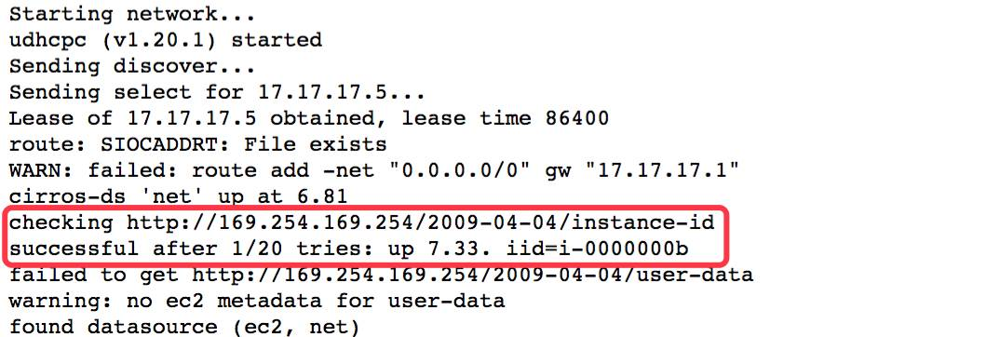 Starting network...
udhcpc (v1.20.1) started
Sending discover...
Sending select for 17.17.17.5...
Lease of 17.17.17.5 obtained, lease time 86400
route: SIOCADDRT: File exists
WARN: failed: route add -net "0.0.0.0/0" gw "17.17.17.1"
cirros-ds 'net' up at 6.81
checking http://169.254.169.254/2009-04-04/instance-id
successful after 1/20 tries: up 7.33. iid=i-0000000b
failed to get http://169.254.169.254/2009-04-04/user-data
warning: no ec2 metadata for user-data
found datasource (ec2, net)